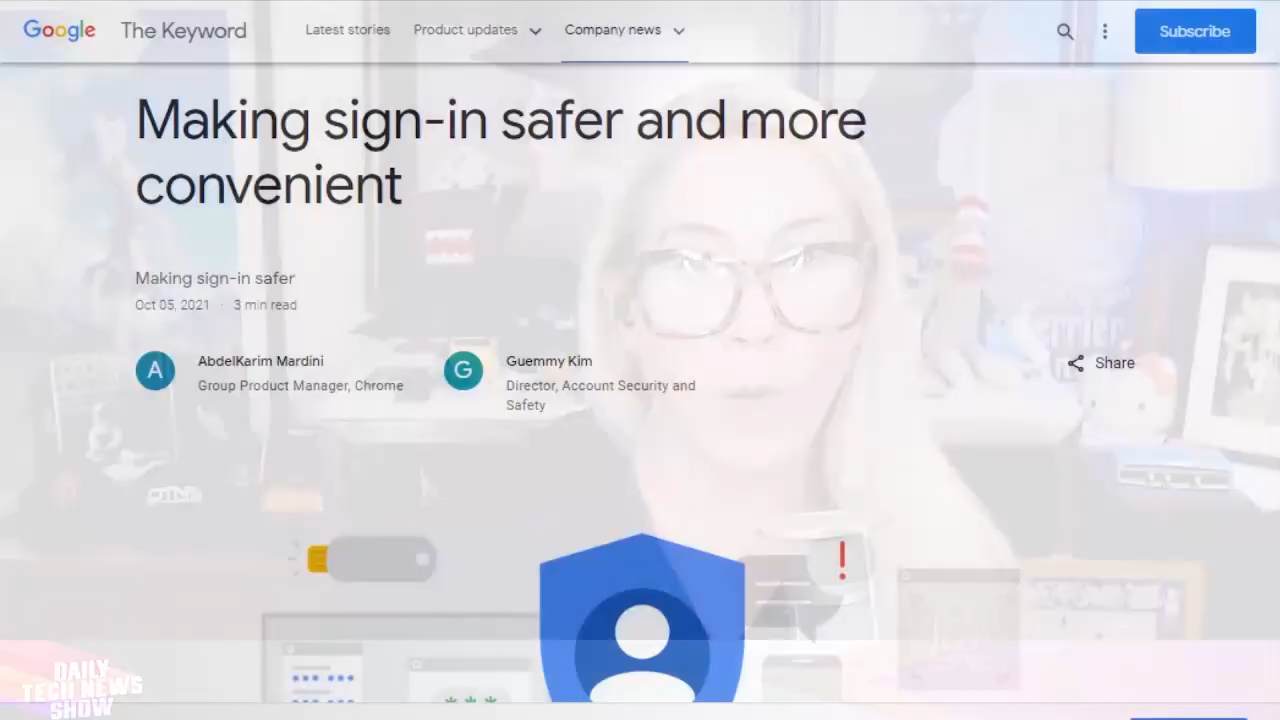 Google The Keyword Latest stories Product updates Company news Subscribe
Making sign-in safer and more
convenient
Making sign-in safer
Oct 05, 2021 · 3 min read
A AbdelKarim Mardini G Guemmy Kim Share
Group Product Manager, Chrome Director, Account Security and
Safety
!
DAILY
TECH NEWS
SHOW